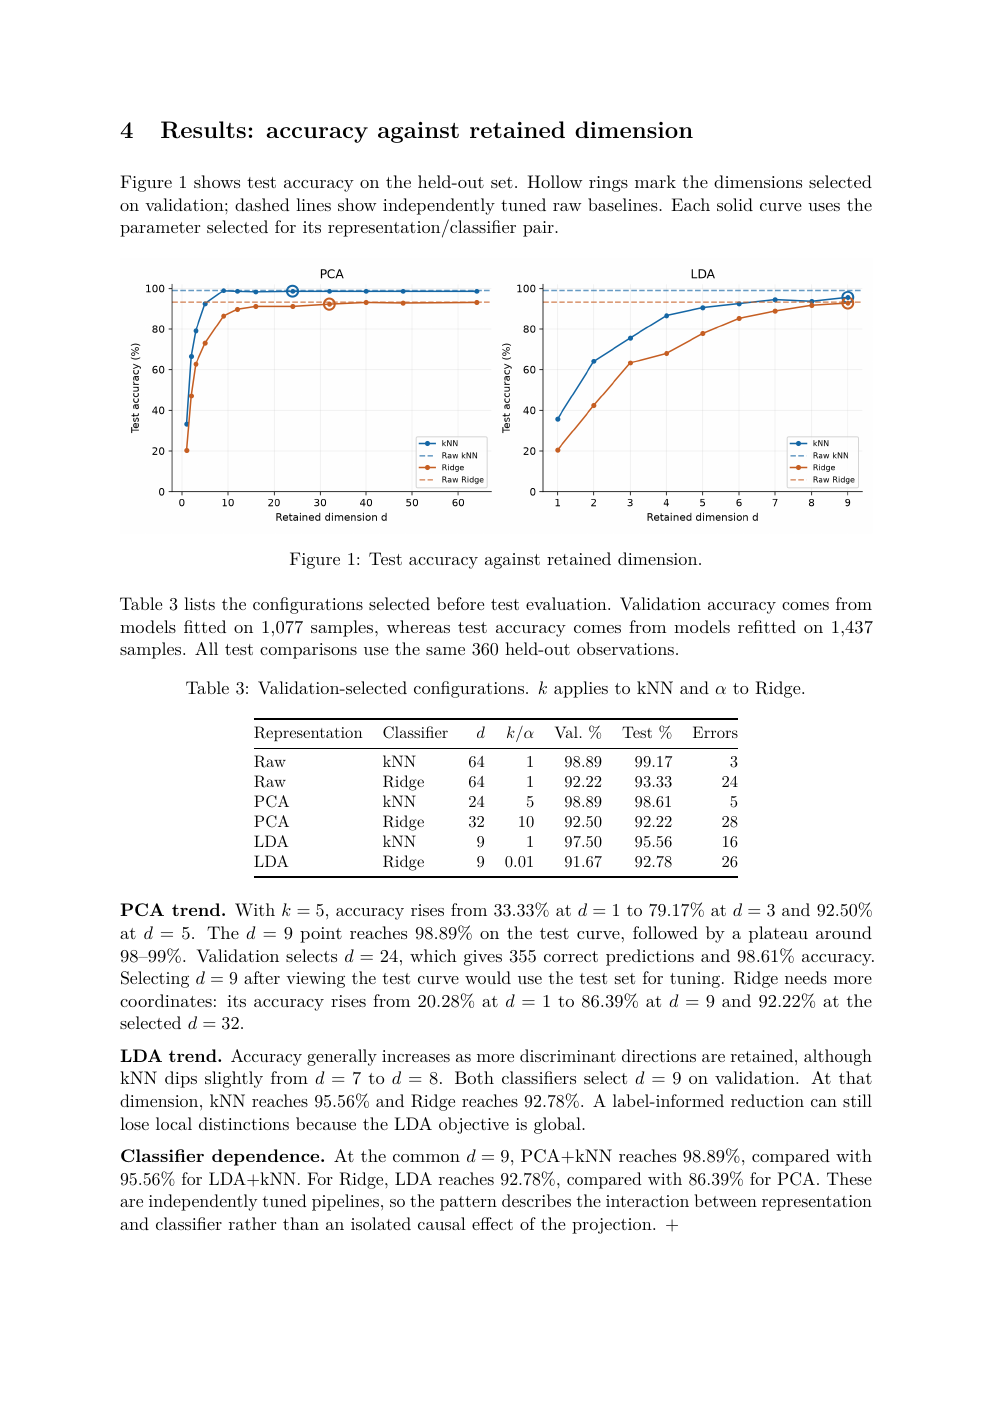 4 Results: accuracy against retained dimension
Figure 1 shows test accuracy on the held-out set. Hollow rings mark the dimensions selected
on validation; dashed lines show independently tuned raw baselines. Each solid curve uses the
parameter selected for its representation/classifier pair.
PCA
100
80
60
40
20
0
Test accuracy (%)
kNN
Raw kNN
Ridge
Raw Ridge
0 10 20 30 40 50 60
Retained dimension d
LDA
100
80
60
40
20
0
Test accuracy (%)
kNN
Raw kNN
Ridge
Raw Ridge
1 2 3 4 5 6 7 8 9
Retained dimension d
Figure 1: Test accuracy against retained dimension.
Table 3 lists the configurations selected before test evaluation. Validation accuracy comes from
models fitted on 1,077 samples, whereas test accuracy comes from models refitted on 1,437
samples. All test comparisons use the same 360 held-out observations.
Table 3: Validation-selected configurations. k applies to kNN and α to Ridge.
Representation Classifier d k/α Val. % Test % Errors
Raw kNN 64 1 98.89 99.17 3
Raw Ridge 64 1 92.22 93.33 24
PCA kNN 24 5 98.89 98.61 5
PCA Ridge 32 10 92.50 92.22 28
LDA kNN 9 1 97.50 95.56 16
LDA Ridge 9 0.01 91.67 92.78 26
PCA trend. With k = 5, accuracy rises from 33.33% at d = 1 to 79.17% at d = 3 and 92.50%
at d = 5. The d = 9 point reaches 98.89% on the test curve, followed by a plateau around
98–99%. Validation selects d = 24, which gives 355 correct predictions and 98.61% accuracy.
Selecting d = 9 after viewing the test curve would use the test set for tuning. Ridge needs more
coordinates: its accuracy rises from 20.28% at d = 1 to 86.39% at d = 9 and 92.22% at the
selected d = 32.
LDA trend. Accuracy generally increases as more discriminant directions are retained, although
kNN dips slightly from d = 7 to d = 8. Both classifiers select d = 9 on validation. At that
dimension, kNN reaches 95.56% and Ridge reaches 92.78%. A label-informed reduction can still
lose local distinctions because the LDA objective is global.
Classifier dependence. At the common d = 9, PCA+kNN reaches 98.89%, compared with
95.56% for LDA+kNN. For Ridge, LDA reaches 92.78%, compared with 86.39% for PCA. These
are independently tuned pipelines, so the pattern describes the interaction between representation
and classifier rather than an isolated causal effect of the projection. +